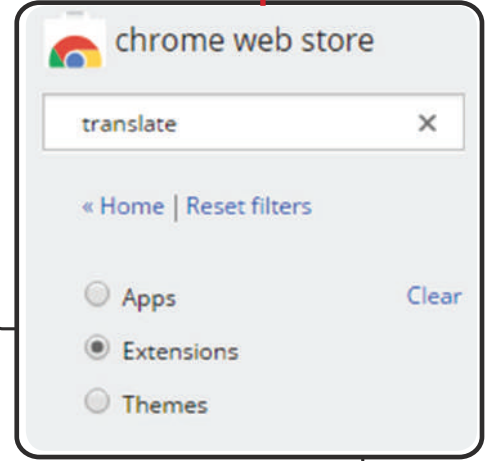 chrome web store
translate ×
« Home | Reset filters
Apps Clear
Extensions
Themes